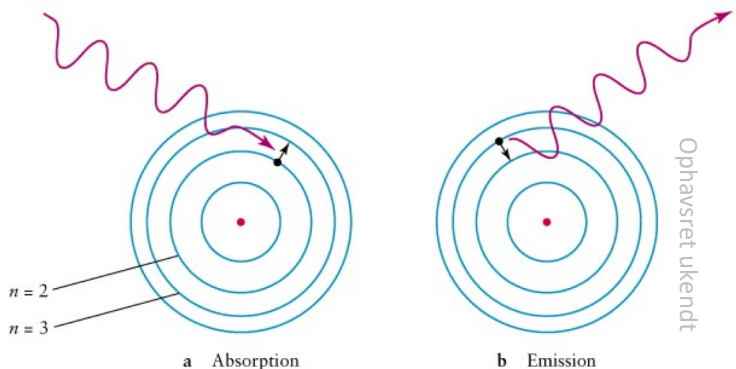 n = 2
n = 3
a Absorption
b Emission
Ophavsret ukendt